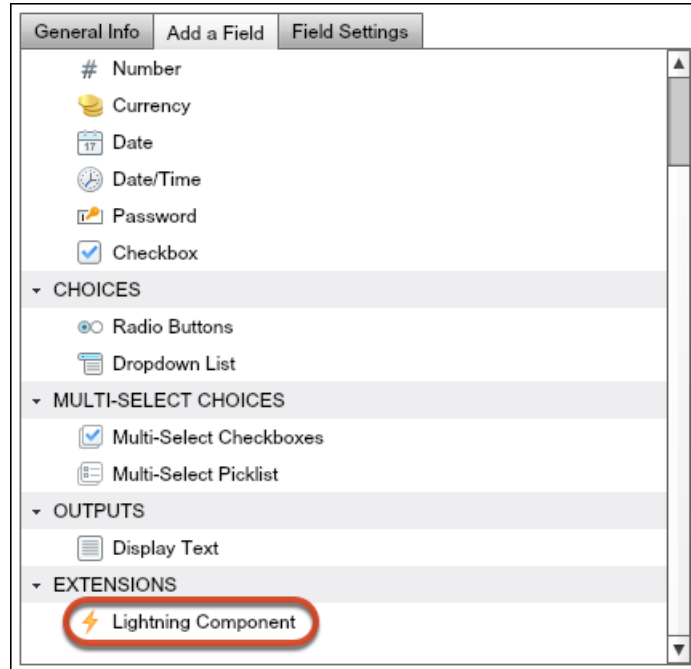 General Info Add a Field Field Settings
# Number
Currency
17 Date
Date/Time
Password
Checkbox
CHOICES
Radio Buttons
Dropdown List
MULTI-SELECT CHOICES
Multi-Select Checkboxes
Multi-Select Picklist
OUTPUTS
Display Text
EXTENSIONS
Lightning Component